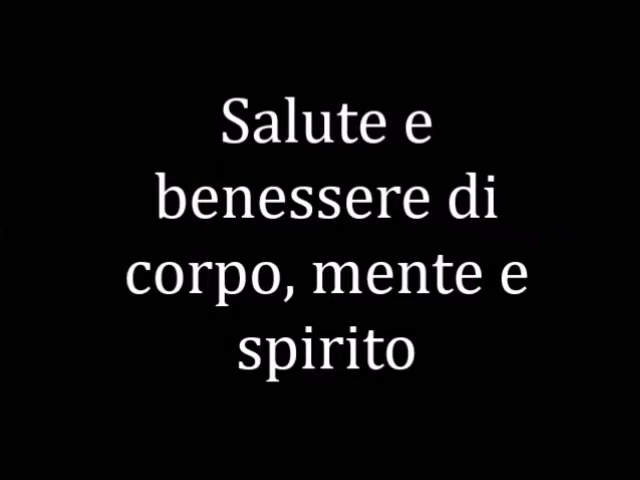 Salute e
benessere di
corpo, mente e
spirito